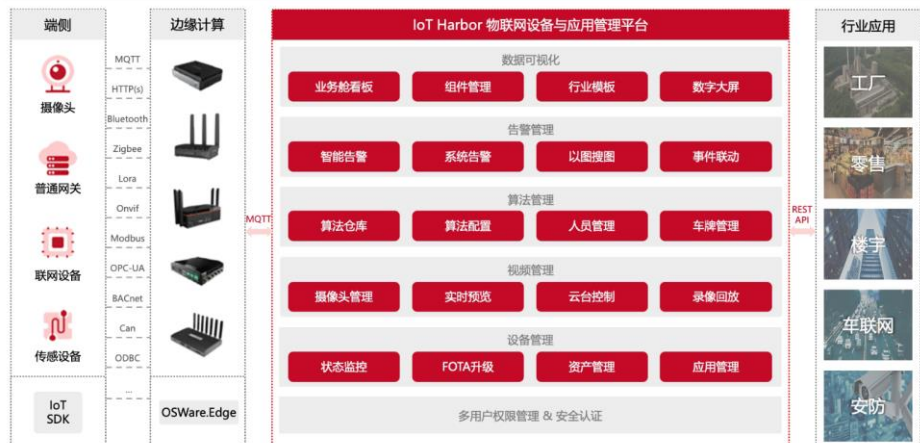 端侧
摄像头
普通网关
联网设备
传感设备
IoT
SDK
MQTT
HTTP(s)
Bluetooth
Zigbee
Lora
Onvif
Modbus
OPC-UA
BACnet
Can
ODBC
...
边缘计算
OSWare.Edge
MQTT
IoT Harbor 物联网设备与应用管理平台
数据可视化
业务舱看板 组件管理 行业模板 数字大屏
告警管理
智能告警 系统告警 以图搜图 事件联动
算法管理
算法仓库 算法配置 人员管理 车牌管理
视频管理
摄像头管理 实时预览 云台控制 录像回放
设备管理
状态监控 FOTA升级 资产管理 应用管理
多用户权限管理 & 安全认证
REST
API
行业应用
工厂
零售
楼宇
车联网
安防